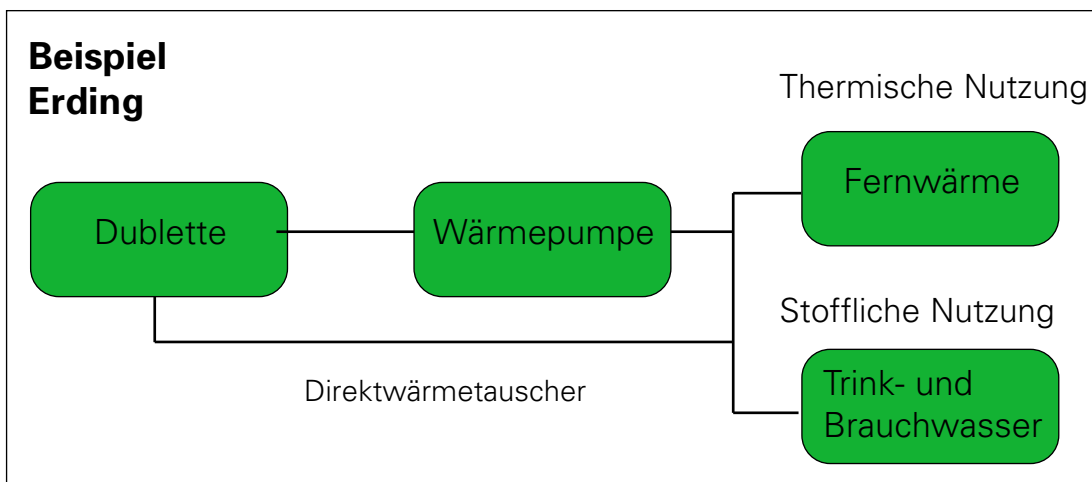 Beispiel
Erding
Thermische Nutzung
Fernwärme
Dublette
Wärmepumpe
Stoffliche Nutzung
Trink- und
Brauchwasser
Direktwärmetauscher